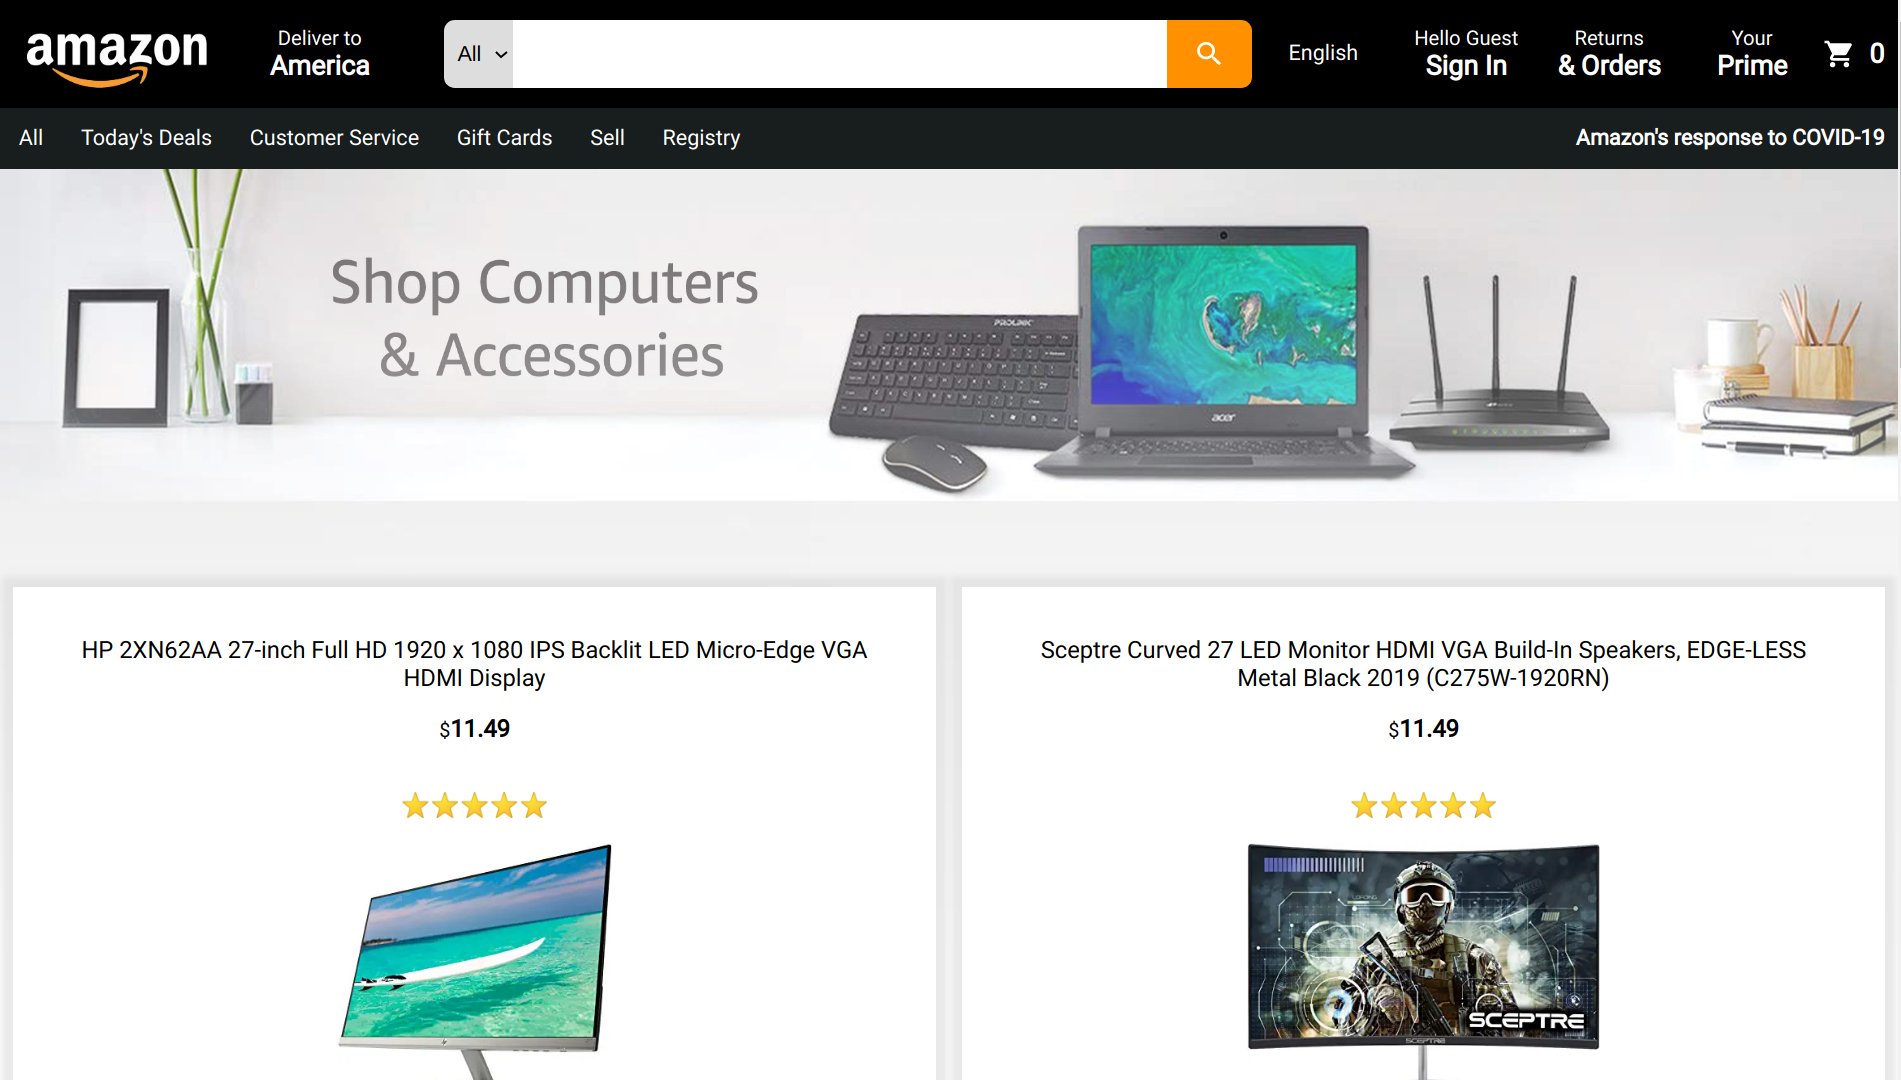 amazon
Deliver to
America
All
English
Hello Guest
Sign In
Returns
& Orders
Your
Prime
0
All
Today's Deals
Customer Service
Gift Cards
Sell
Registry
Amazon's response to COVID-19
Shop Computers
& Accessories
PROLINK
acer
HP 2XN62AA 27-inch Full HD 1920 x 1080 IPS Backlit LED Micro-Edge VGA
HDMI Display
$11.49
Sceptre Curved 27 LED Monitor HDMI VGA Build-In Speakers, EDGE-LESS
Metal Black 2019 (C275W-1920RN)
$11.49
LOADING
SCEPTRE
SCEPTRE